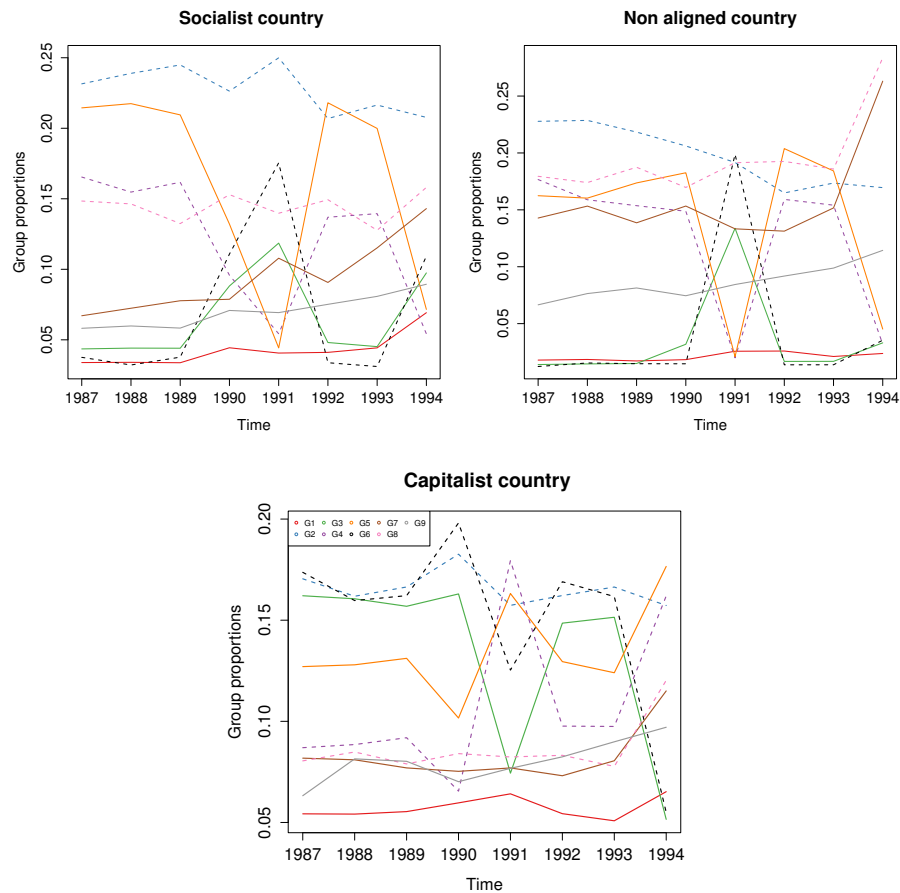 Socialist country
Group proportions
0.25
0.20
0.15
0.10
0.05
1987 1988 1989 1990 1991 1992 1993 1994
Time
Non aligned country
Group proportions
0.25
0.20
0.15
0.10
0.05
1987 1988 1989 1990 1991 1992 1993 1994
Time
Capitalist country
Group proportions
0.20
0.15
0.10
0.05
G1 G3 G5 G7 G9
G2 G4 G6 G8
1987 1988 1989 1990 1991 1992 1993 1994
Time